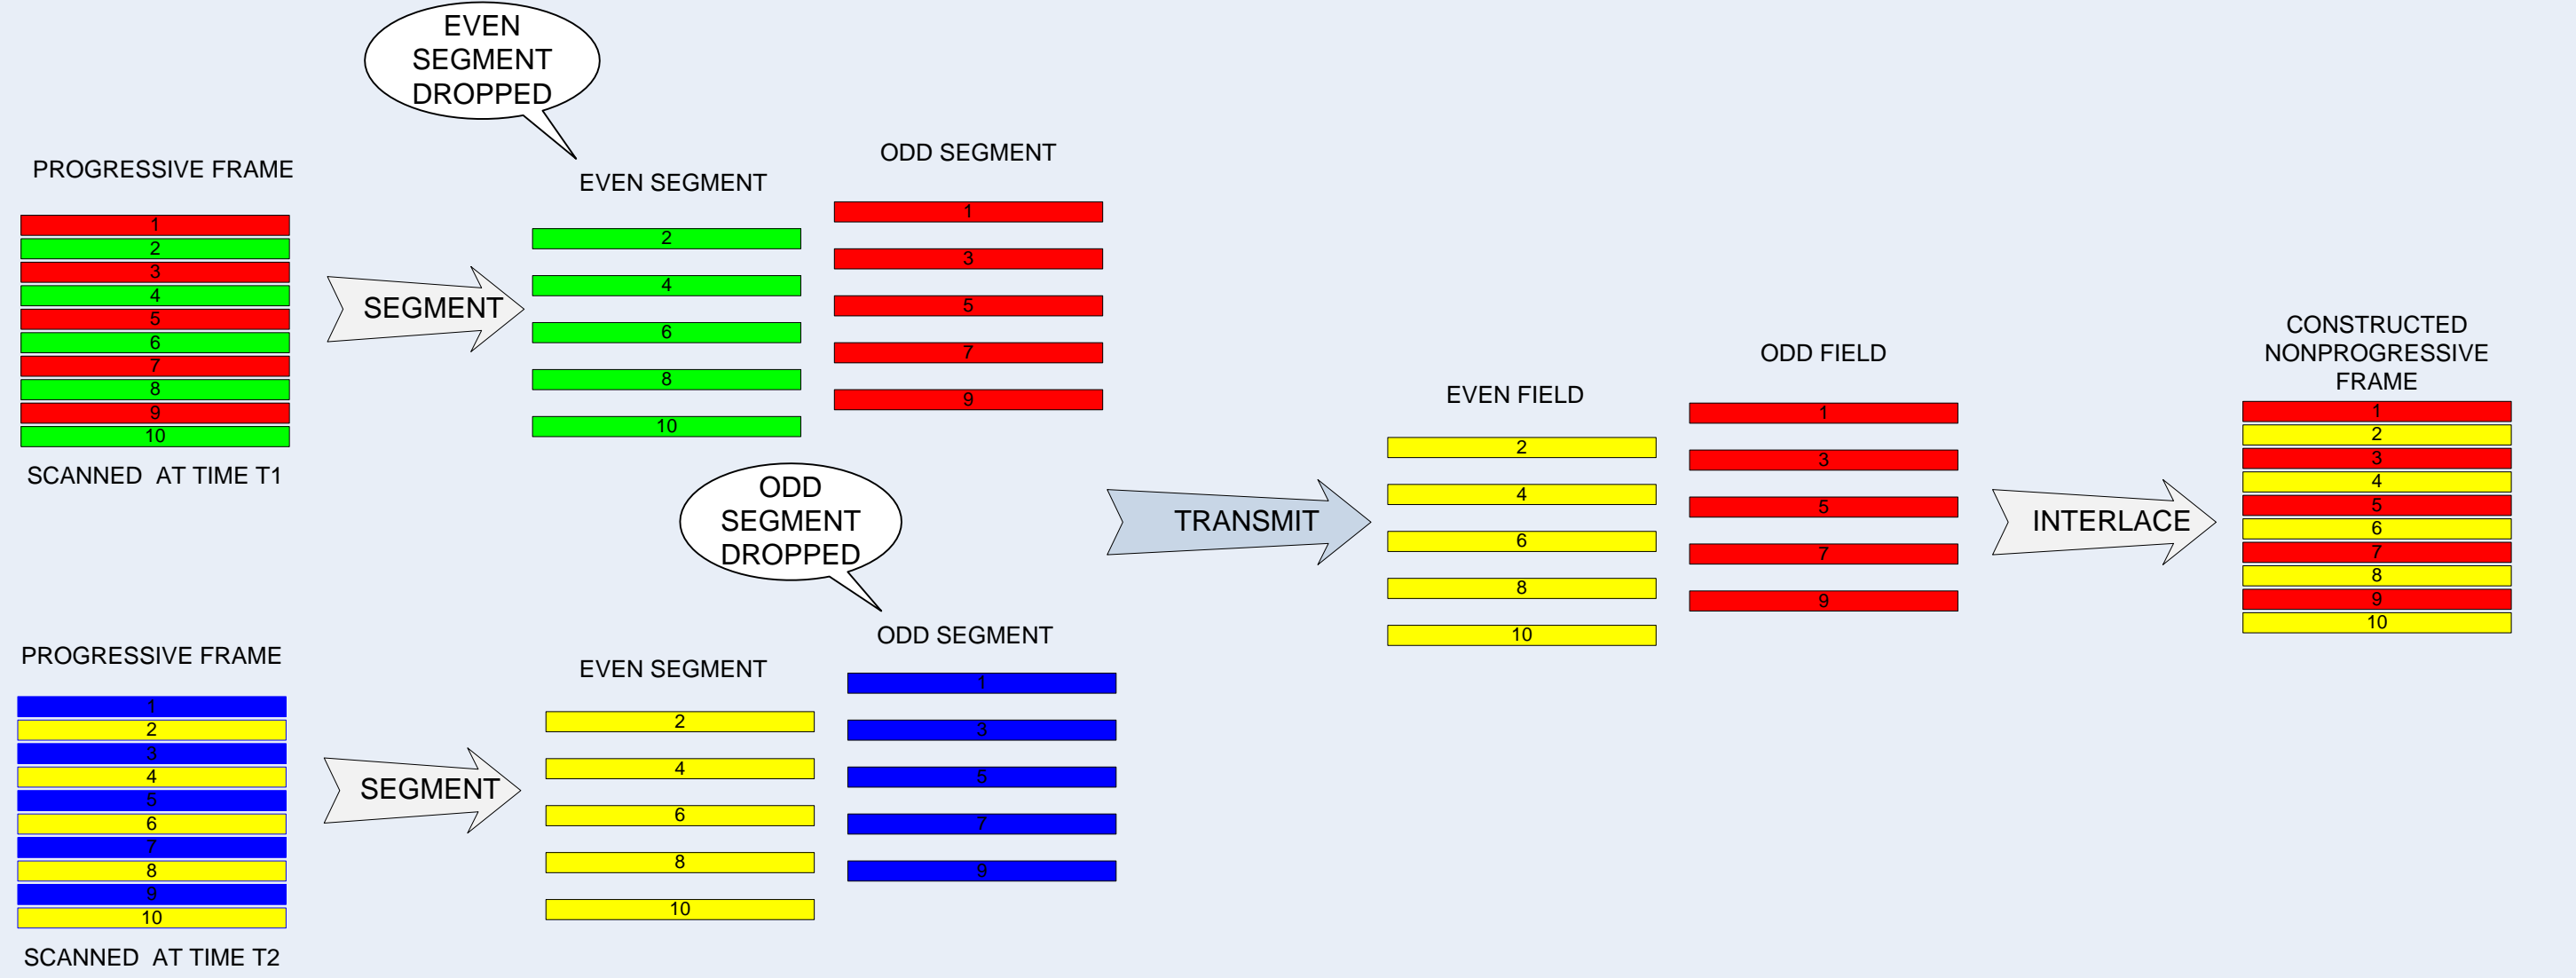 EVEN
SEGMENT
DROPPED
PROGRESSIVE FRAME
1
2
3
4
5
6
7
8
9
10
SCANNED AT TIME T1
SEGMENT
EVEN SEGMENT
2
4
6
8
10
ODD SEGMENT
1
3
5
7
9
PROGRESSIVE FRAME
1
2
3
4
5
6
7
8
9
10
SCANNED AT TIME T2
SEGMENT
EVEN SEGMENT
2
4
6
8
10
ODD
SEGMENT
DROPPED
ODD SEGMENT
1
3
5
7
9
TRANSMIT
EVEN FIELD
2
4
6
8
10
ODD FIELD
1
3
5
7
9
INTERLACE
CONSTRUCTED
NONPROGRESSIVE
FRAME
1
2
3
4
5
6
7
8
9
10